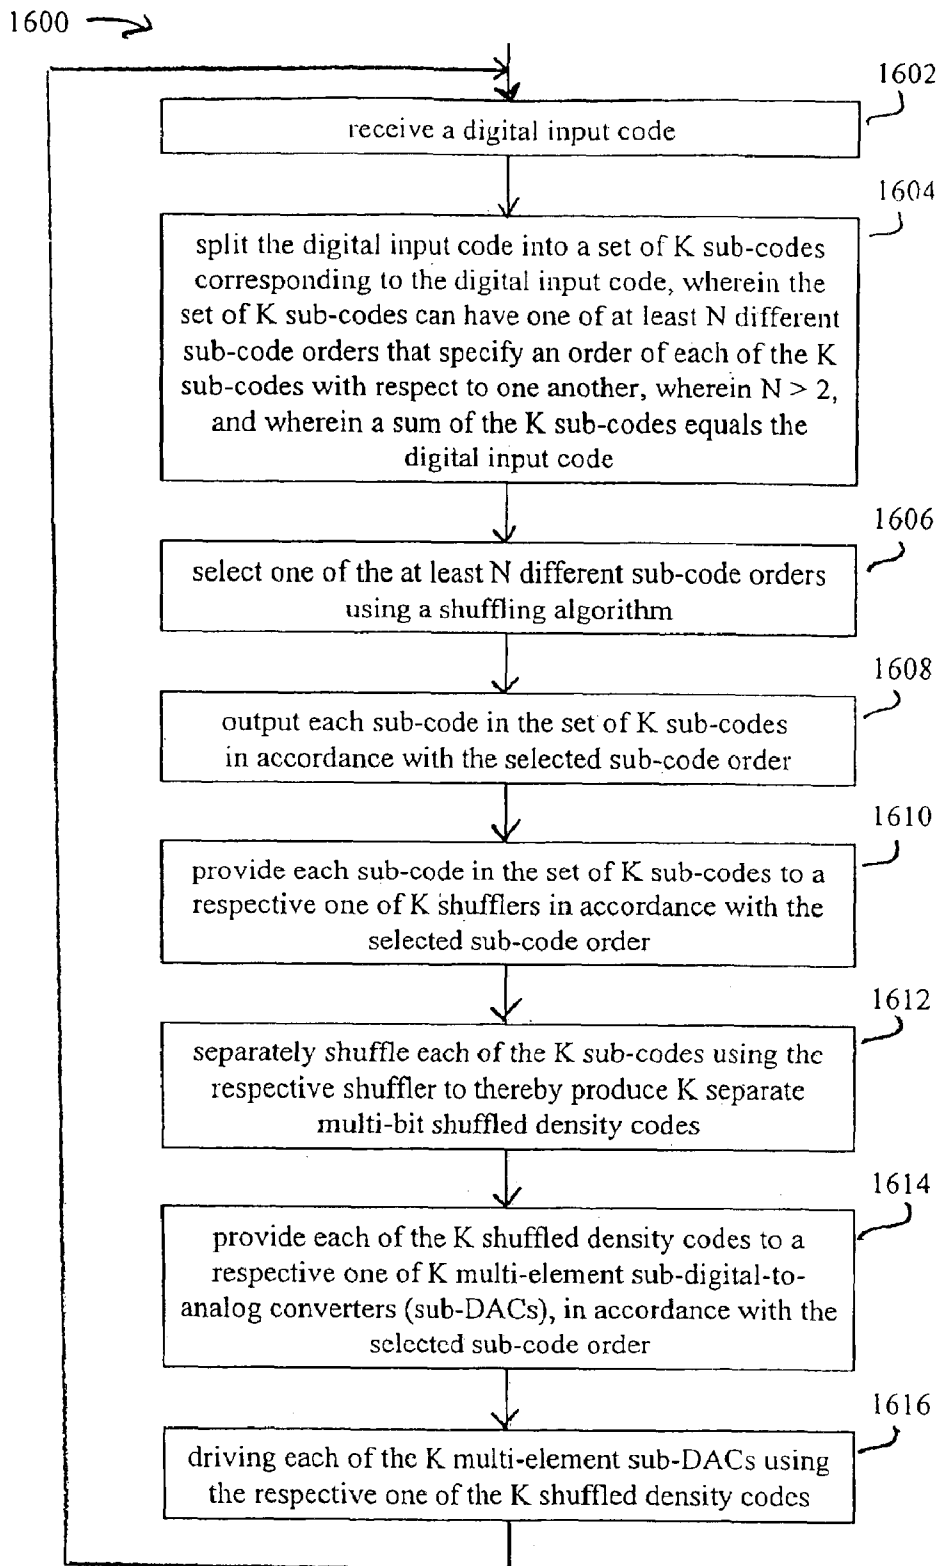 1600
1602
receive a digital input code
1604
split the digital input code into a set of K sub-codes
corresponding to the digital input code, wherein the
set of K sub-codes can have one of at least N different
sub-code orders that specify an order of each of the K
sub-codes with respect to one another, wherein N > 2,
and wherein a sum of the K sub-codes equals the
digital input code
1606
select one of the at least N different sub-code orders
using a shuffling algorithm
1608
output each sub-code in the set of K sub-codes
in accordance with the selected sub-code order
1610
provide each sub-code in the set of K sub-codes to a
respective one of K shufflers in accordance with the
selected sub-code order
1612
separately shuffle each of the K sub-codes using the
respective shuffler to thereby produce K separate
multi-bit shuffled density codes
1614
provide each of the K shuffled density codes to a
respective one of K multi-element sub-digital-to-
analog converters (sub-DACs), in accordance with the
selected sub-code order
1616
driving each of the K multi-element sub-DACs using
the respective one of the K shuffled density codes